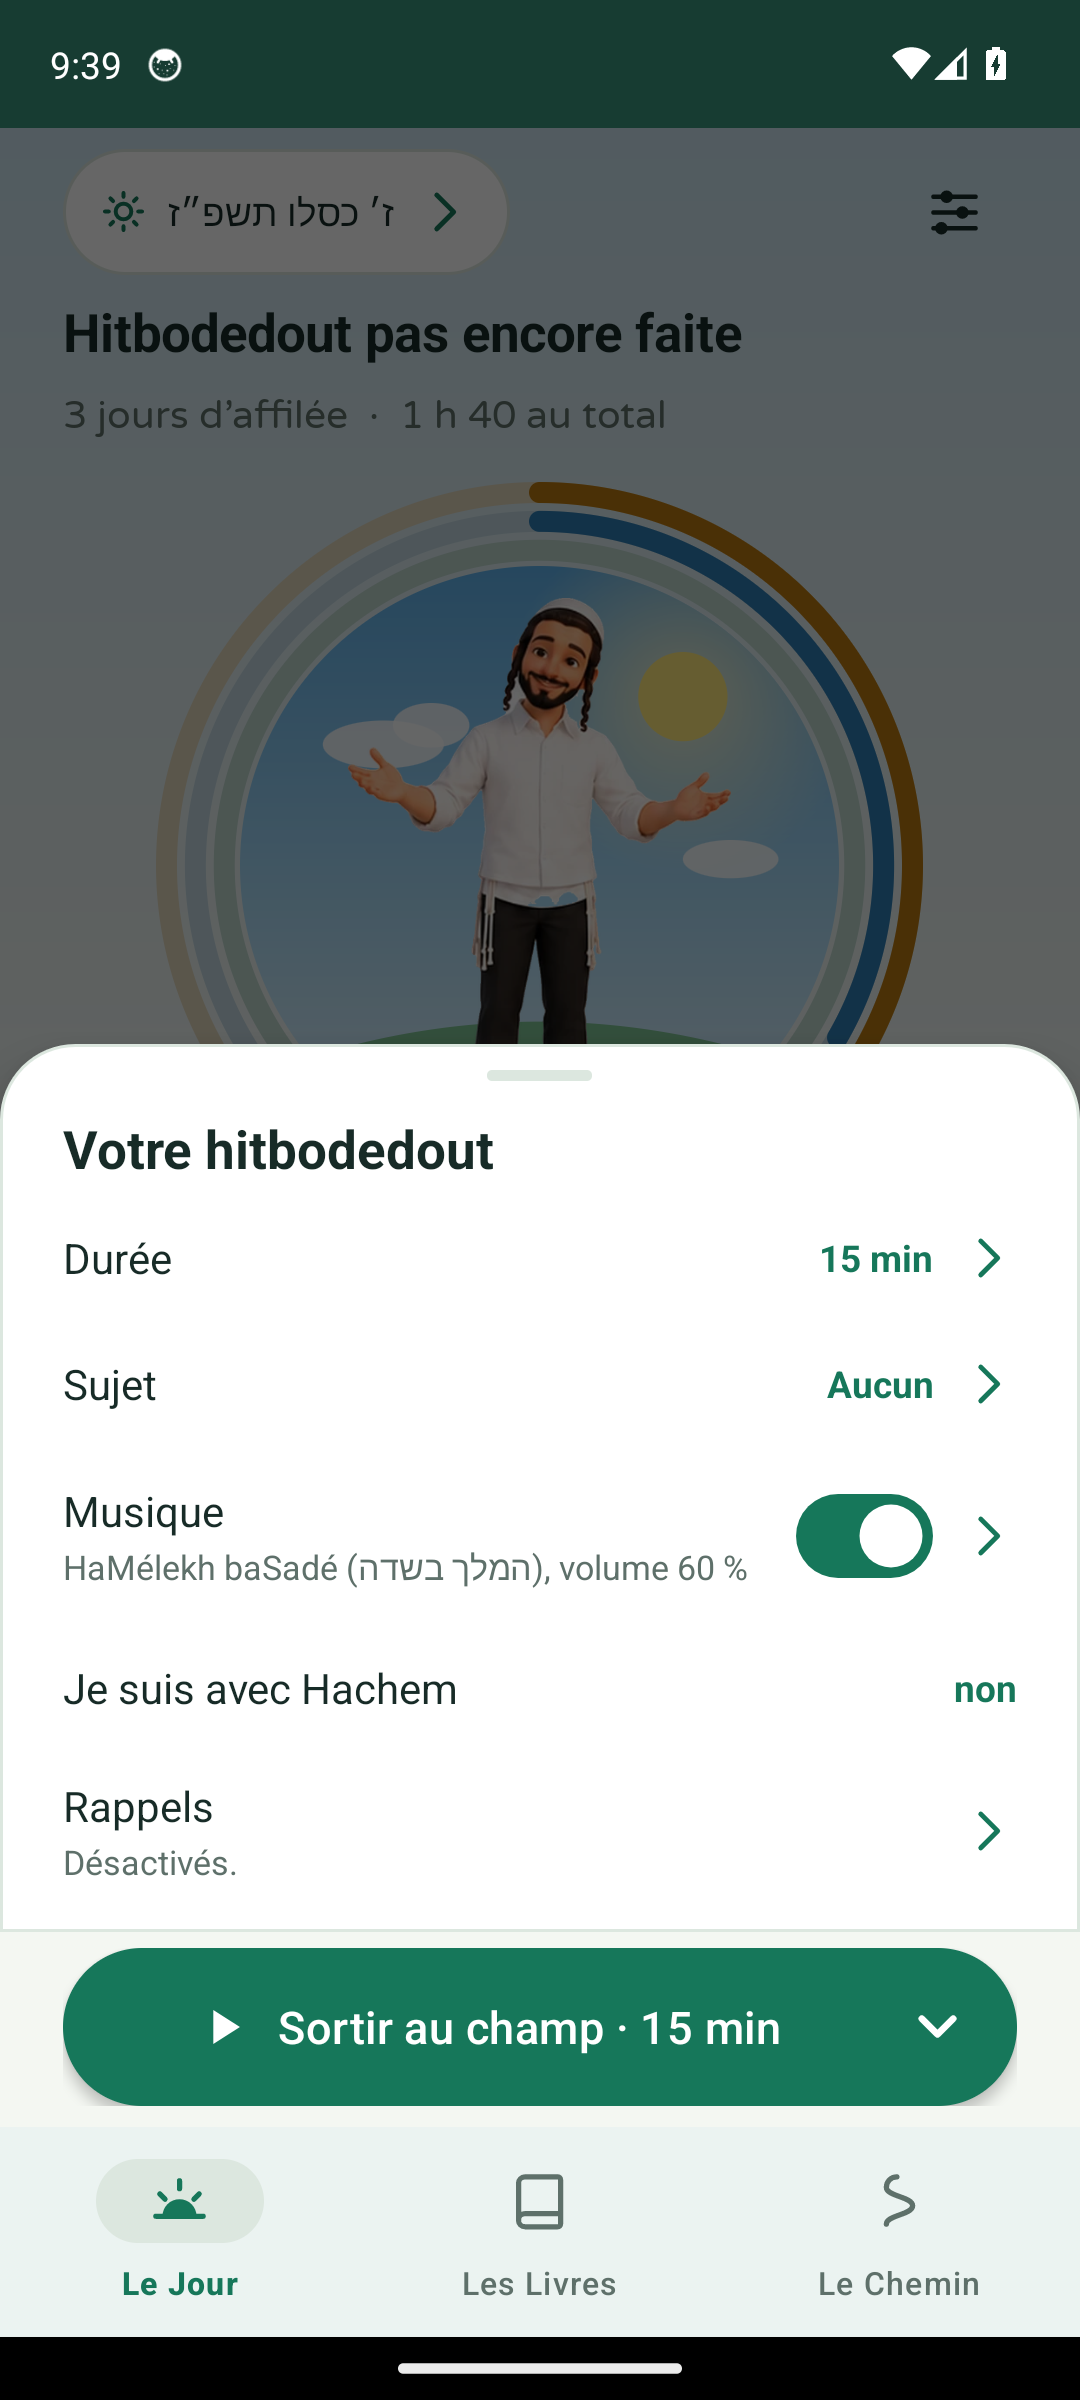 9:39
ז׳ כסלו תשפ״ז
Hitbodedout pas encore faite
3 jours d’affilée · 1 h 40 au total
Votre hitbodedout
Durée
15 min
Sujet
Aucun
Musique
HaMélekh baSadé (המלך בשדה), volume 60 %
Je suis avec Hachem
non
Rappels
Désactivés.
Sortir au champ · 15 min
Le Jour
Les Livres
Le Chemin